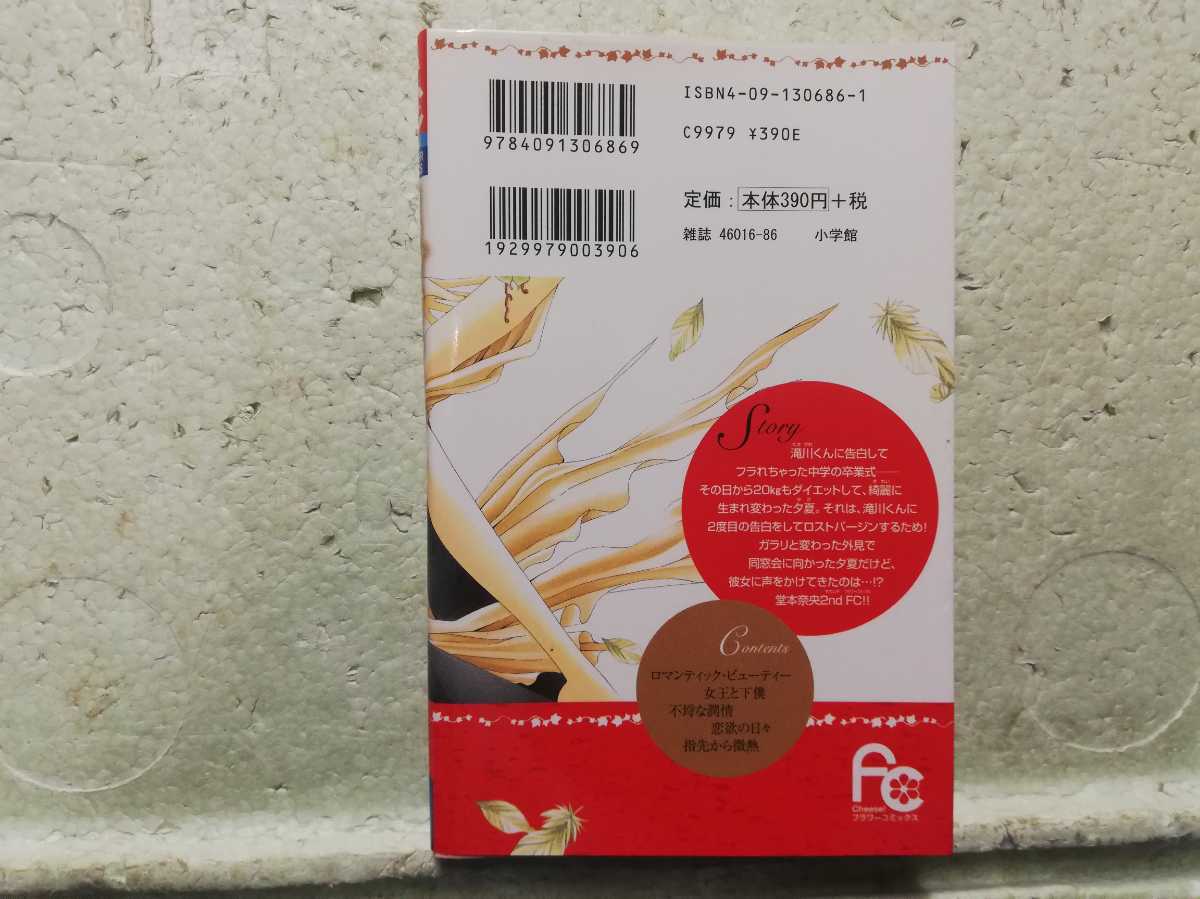 ISBN4-09-130686-1
9784091306869
C9979 ¥390E
定価：本体390円＋税
1929979003906
雑誌 46016-86 小学館
Story
滝川くんに告白して
フラれちゃった中学の卒業式――
その日から20㎏もダイエットして、綺麗に
生まれ変わった夕夏。それは、滝川くんに
2度目の告白をしてロストバージンするため!
ガラリと変わった外見で
同窓会に向かった夕夏だけど、
彼女に声をかけてきたのは…!?
堂本奈央2nd FC!!
Contents
ロマンティック・ビューティー
女王と下僕
不埒な潤情
恋欲の日々
指先から微熱
FC
Cheese!
フラワーコミックス